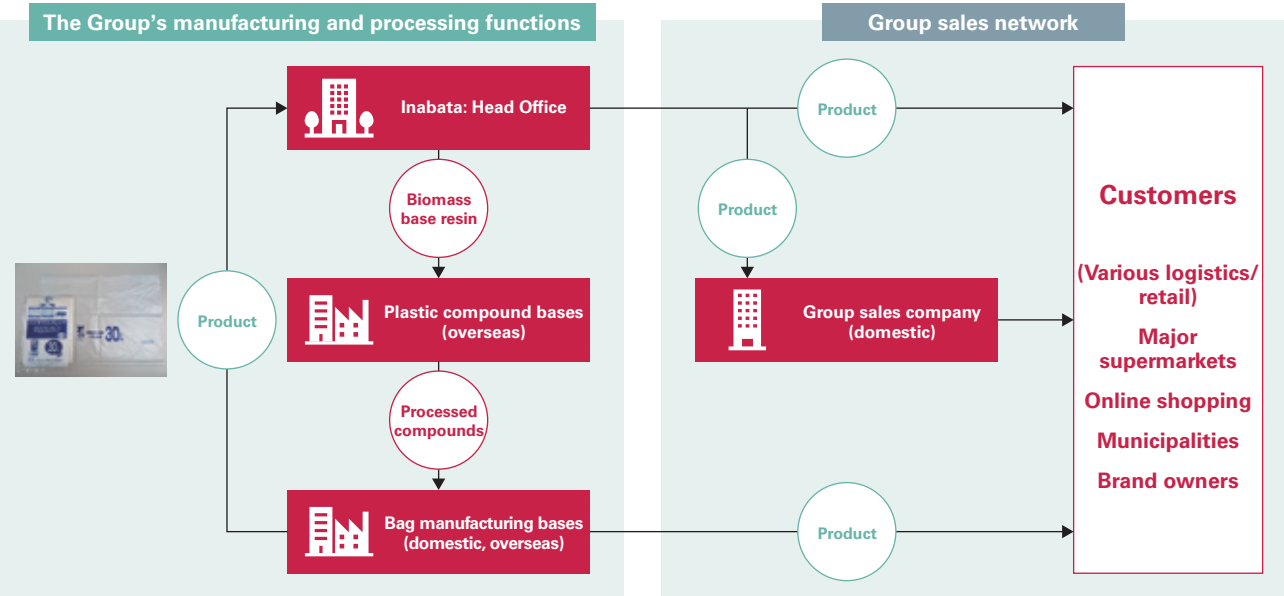 The Group's manufacturing and processing functions
Group sales network
Inabata: Head Office
Product
Biomass
base resin
Product
Product
Plastic compound bases
(overseas)
Group sales company
(domestic)
Processed
compounds
Bag manufacturing bases
(domestic, overseas)
Product
Customers
(Various logistics/
retail)
Major
supermarkets
Online shopping
Municipalities
Brand owners
30